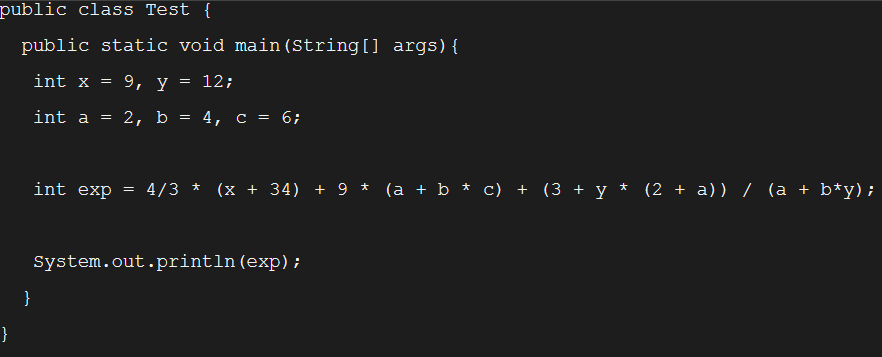 public class Test {
public static void main(String[] args){
int x = 9, y = 12;
int a = 2, b = 4, c = 6;
int exp = 4/3 * (x + 34) + 9 * (a + b * c) + (3 + y * (2 + a)) / (a + b*y);
System.out.println(exp);
}
}